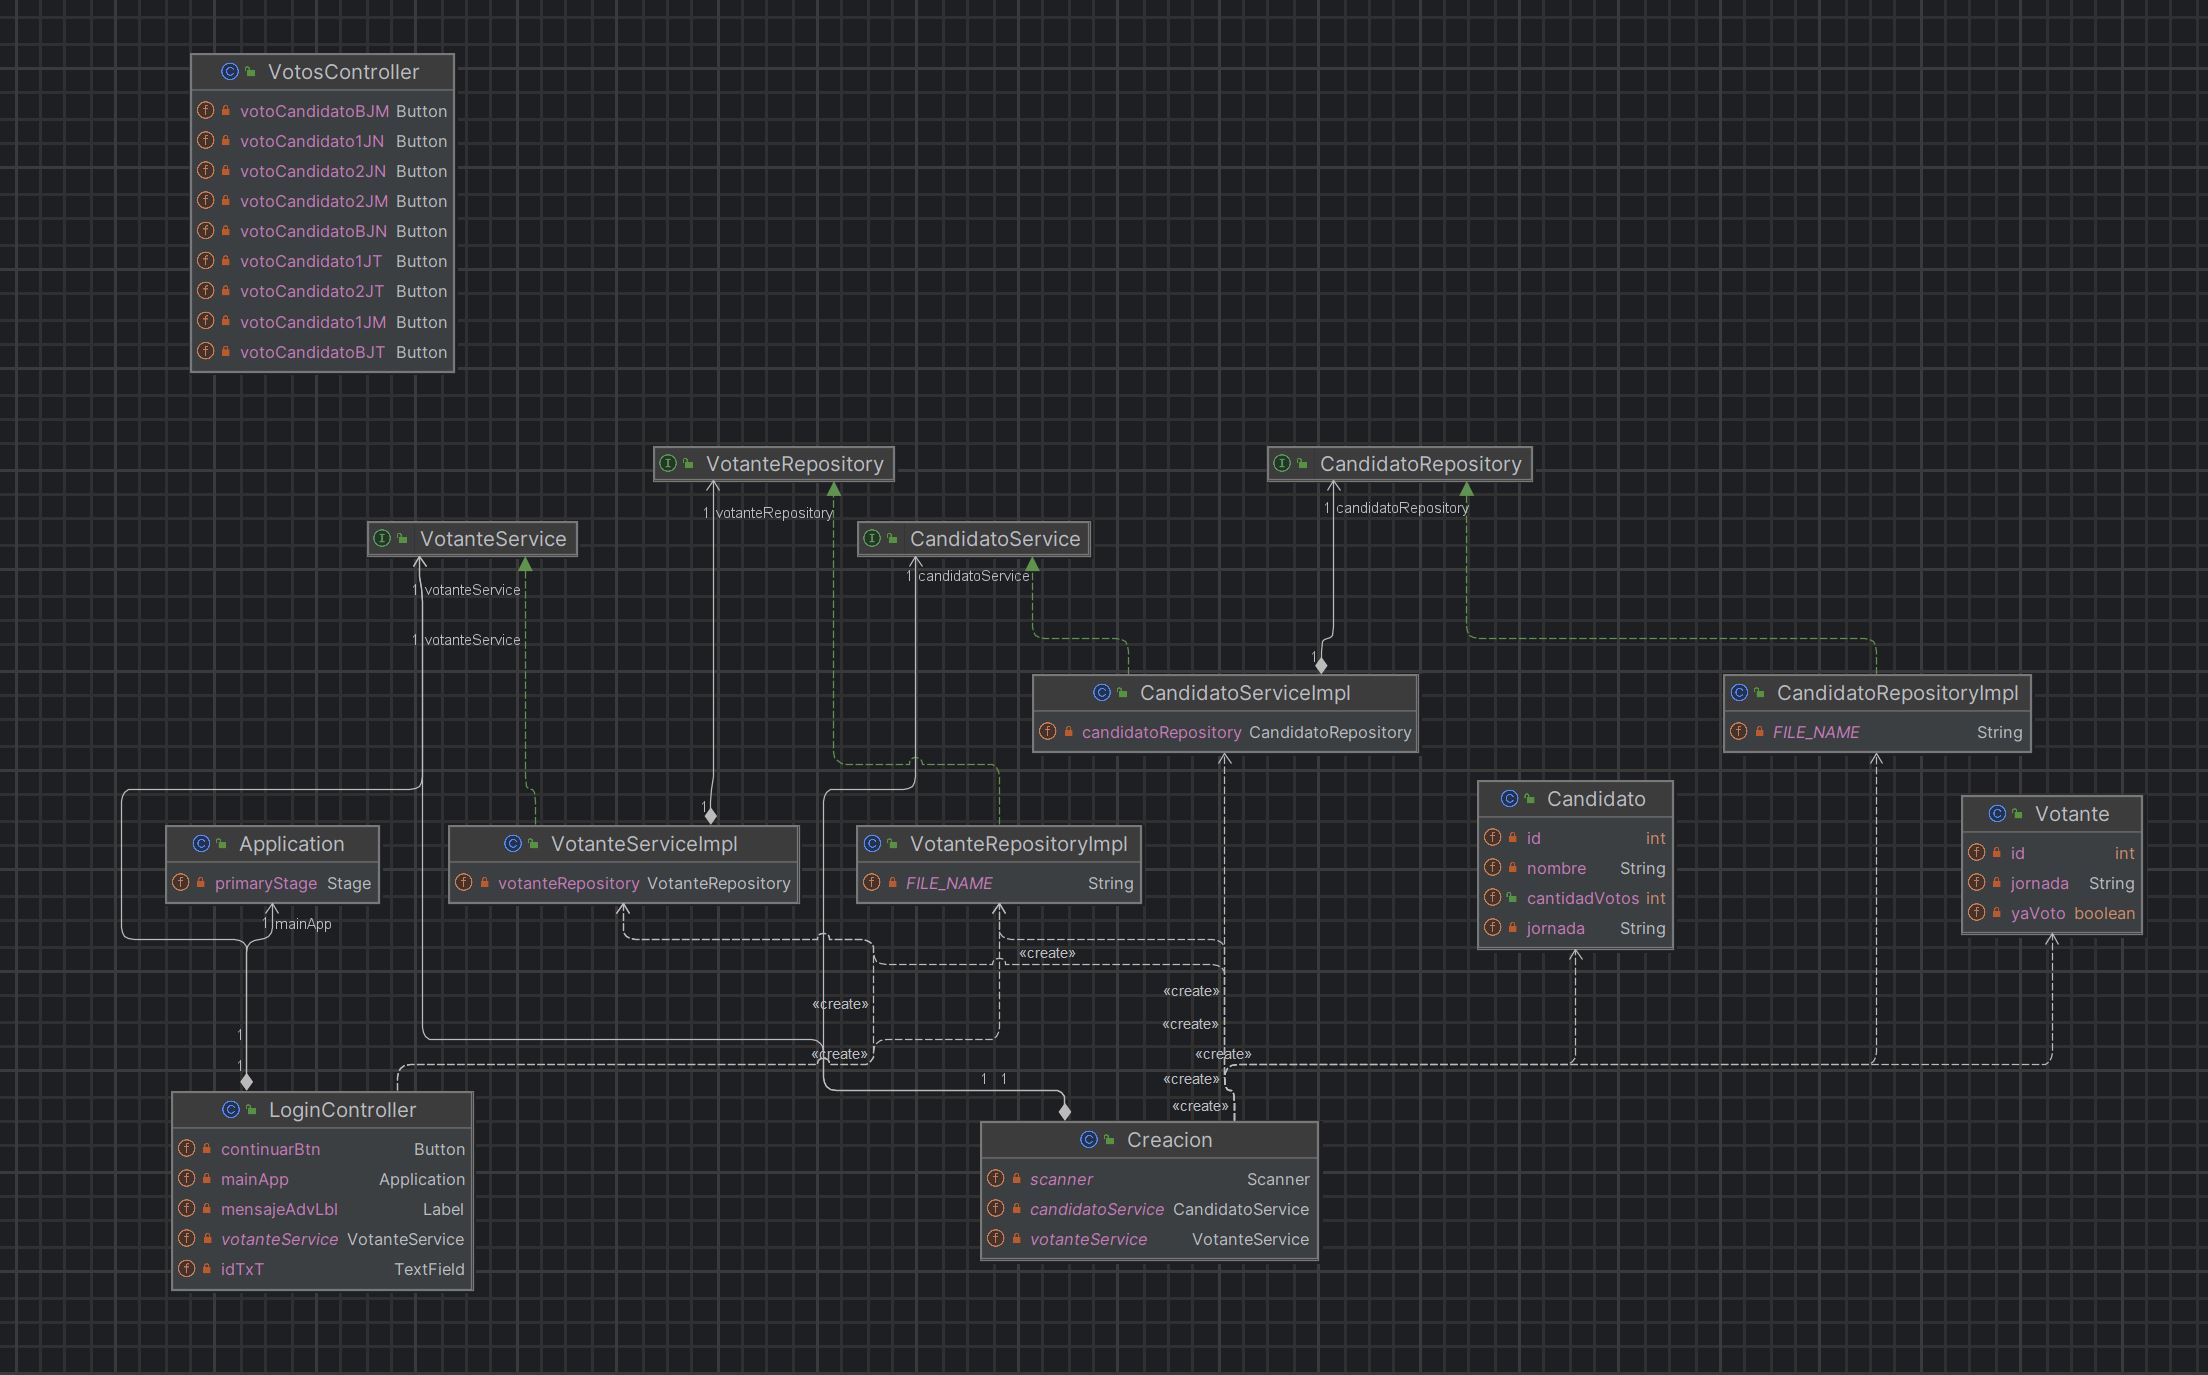 VotosController
votoCandidatoBJM Button
votoCandidato1JN Button
votoCandidato2JN Button
votoCandidato2JM Button
votoCandidatoBJN Button
votoCandidato1JT Button
votoCandidato2JT Button
votoCandidato1JM Button
votoCandidatoBJT Button
VotanteRepository
1 votanteRepository
CandidatoRepository
1 candidatoRepository
VotanteService
1 votanteService
1 votanteService
CandidatoService
1 candidatoService
1
CandidatoServiceImpl
candidatoRepository CandidatoRepository
CandidatoRepositoryImpl
FILE_NAME String
Candidato
id int
nombre String
cantidadVotos int
jornada String
Votante
id int
jornada String
yaVoto boolean
Application
primaryStage Stage
1 mainApp
1
VotanteServiceImpl
votanteRepository VotanteRepository
VotanteRepositoryImpl
FILE_NAME String
«create»
«create»
«create»
«create»
«create»
«create»
«create»
«create»
1
1
1 1
LoginController
continuarBtn Button
mainApp Application
mensajeAdvLbl Label
votanteService VotanteService
idTxT TextField
Creacion
scanner Scanner
candidatoService CandidatoService
votanteService VotanteService